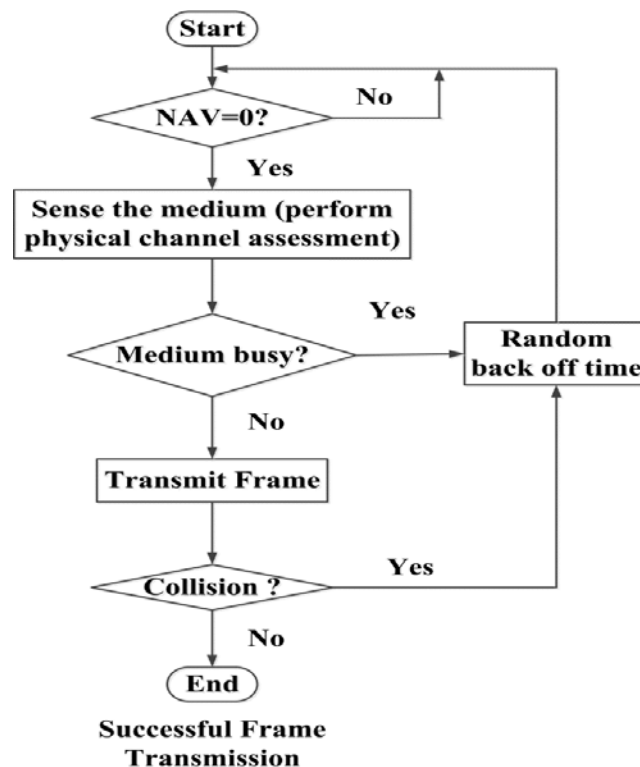 Start
NAV=0?
No
Yes
Sense the medium (perform
physical channel assessment)
Yes
Medium busy?
Random
back off time
No
Transmit Frame
Collision ?
Yes
No
End
Successful Frame
Transmission